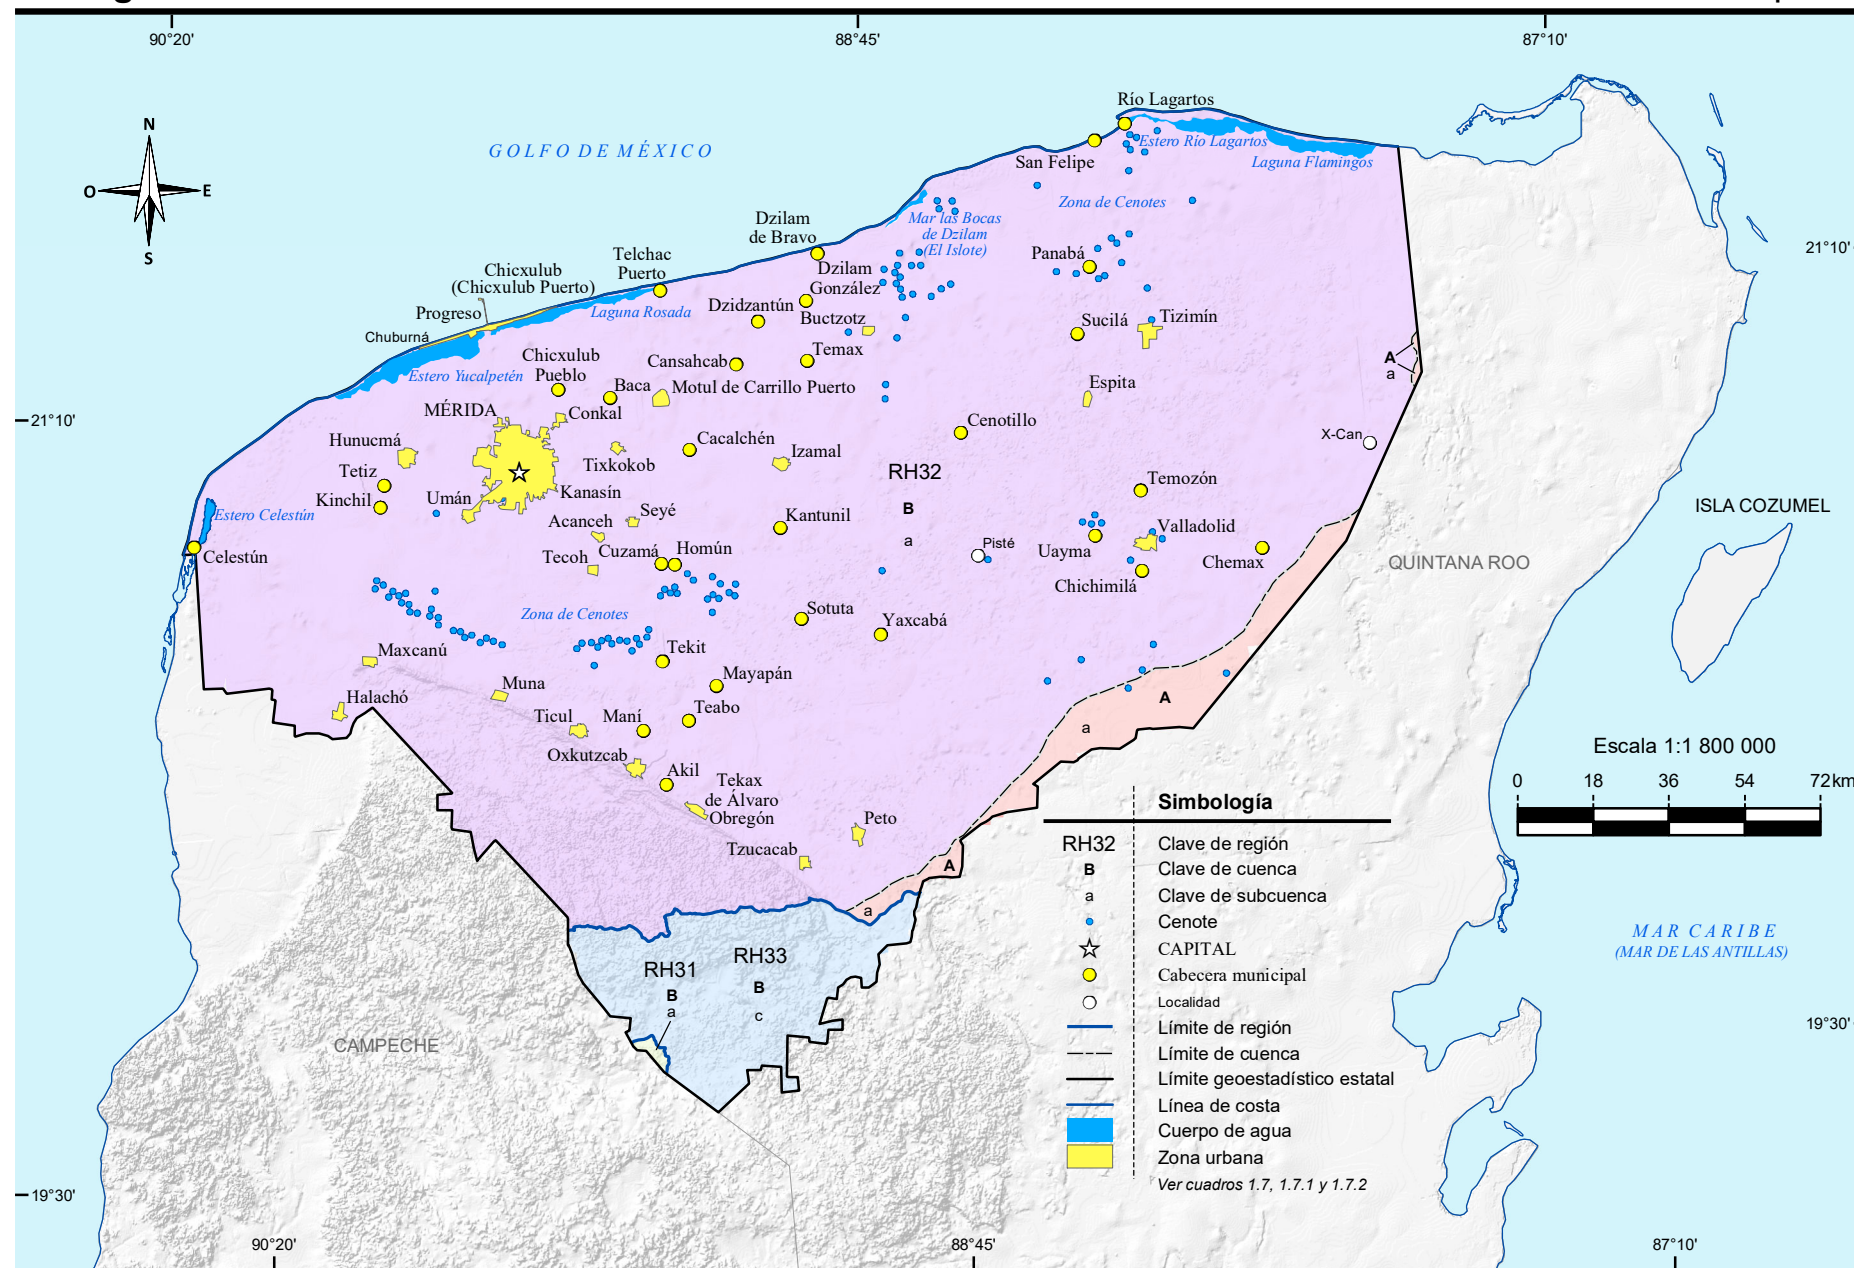 90°20'
88°45'
87°10'
Río Lagartos
N
O
E
S
GOLFO DE MÉXICO
San Felipe
Estero Río Lagartos
Laguna Flamingos
Zona de Cenotes
Dzilam
de Bravo
Mar las Bocas
de Dzilam
(El Islote)
21°10'
Telchac
Puerto
Panabá
Chicxulub
(Chicxulub Puerto)
Dzilam
González
Progreso
Laguna Rosada
Dzidzantún
Buctzotz
Sucilá
Tizimín
Chuburná
Chicxulub
Pueblo
Cansahcab
Temax
A
a
Estero Yucalpetén
Baca
Motul de Carrillo Puerto
Espita
MÉRIDA
Conkal
21°10'
Cenotillo
X-Can
Hunucmá
Cacalchén
Izamal
Tixkokob
RH32
Tetiz
Temozón
Kinchil
Umán
Kanasín
B
ISLA COZUMEL
Estero Celestún
Acanceh
Seyé
Kantunil
Valladolid
a
Pisté
Uayma
Celestún
Tecoh
Cuzamá
Homún
Chemax
QUINTANA ROO
Chichimilá
Zona de Cenotes
Sotuta
Yaxcabá
Maxcanú
Tekit
Mayapán
Muna
Halachó
A
Ticul
Maní
Teabo
a
Oxkutzcab
Escala 1:1 800 000
Akil
Tekax
de Álvaro
Obregón
0 18 36 54 72 km
Simbología
Peto
RH32 Clave de región
Tzucacab
A
B Clave de cuenca
a Clave de subcuenca
a
Cenote
MAR CARIBE
(MAR DE LAS ANTILLAS)
CAPITAL
RH33
RH31
Cabecera municipal
B
B
Localidad
a
c
Límite de región
19°30'
CAMPECHE
Límite de cuenca
Límite geoestadístico estatal
Línea de costa
Cuerpo de agua
Zona urbana
Ver cuadros 1.7, 1.7.1 y 1.7.2
19°30'
90°20'
88°45'
87°10'